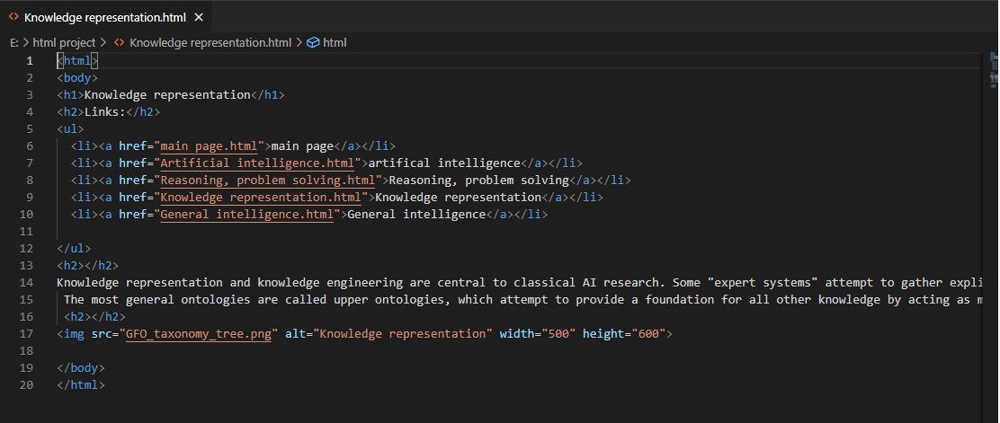 Knowledge representation.html ×
E: > html project > Knowledge representation.html > html
1 <html>
2 <body>
3 <h1>Knowledge representation</h1>
4 <h2>Links:</h2>
5 <ul>
6 <li><a href="main page.html">main page</a></li>
7 <li><a href="Artificial intelligence.html">artifical intelligence</a></li>
8 <li><a href="Reasoning, problem solving.html">Reasoning, problem solving</a></li>
9 <li><a href="Knowledge representation.html">Knowledge representation</a></li>
10 <li><a href="General intelligence.html">General intelligence</a></li>
11
12 </ul>
13 <h2></h2>
14 Knowledge representation and knowledge engineering are central to classical AI research. Some "expert systems" attempt to gather expli
15 The most general ontologies are called upper ontologies, which attempt to provide a foundation for all other knowledge by acting as m
16 <h2></h2>
17 <img src="GFO_taxonomy_tree.png" alt="Knowledge representation" width="500" height="600">
18
19 </body>
20 </html>